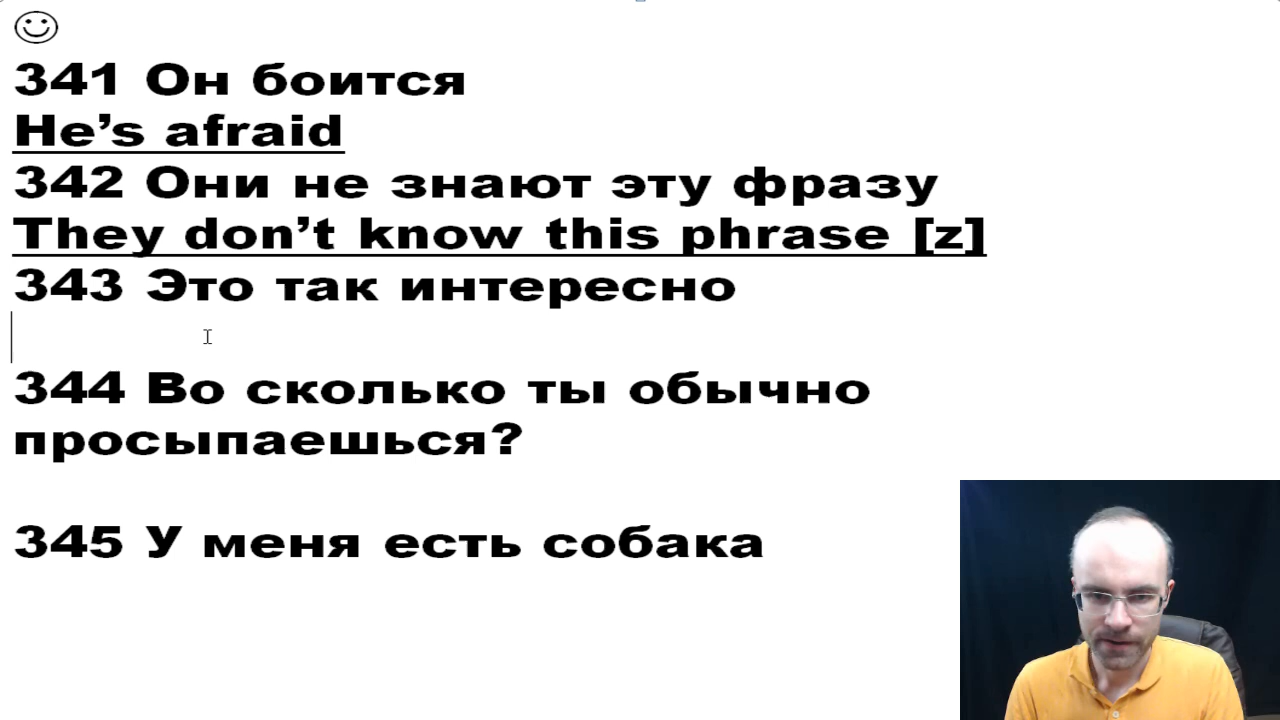 341 Он боится
He’s afraid
342 Они не знают эту фразу
They don’t know this phrase [z]
343 Это так интересно
344 Во сколько ты обычно
просыпаешься?
345 У меня есть собака